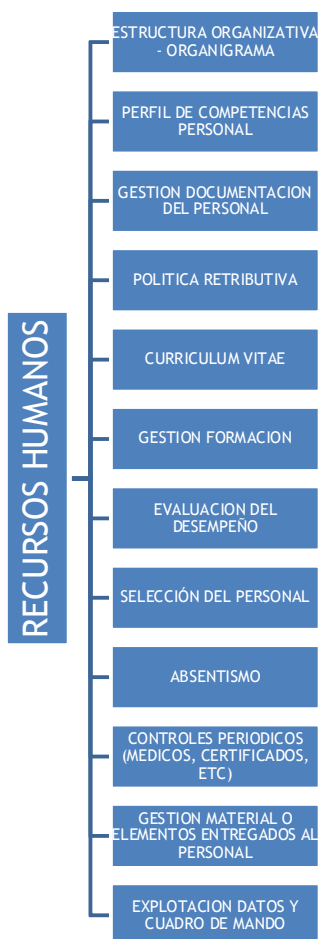 RECURSOS HUMANOS
ESTRUCTURA ORGANIZATIVA
- ORGANIGRAMA
PERFIL DE COMPETENCIAS
PERSONAL
GESTION DOCUMENTACION
DEL PERSONAL
POLITICA RETRIBUTIVA
CURRICULUM VITAE
GESTION FORMACION
EVALUACION DEL
DESEMPEÑO
SELECCIÓN DEL PERSONAL
ABSENTISMO
CONTROLES PERIODICOS
(MEDICOS, CERTIFICADOS,
ETC)
GESTION MATERIAL O
ELEMENTOS ENTREGADOS AL
PERSONAL
EXPLOTACION DATOS Y
CUADRO DE MANDO